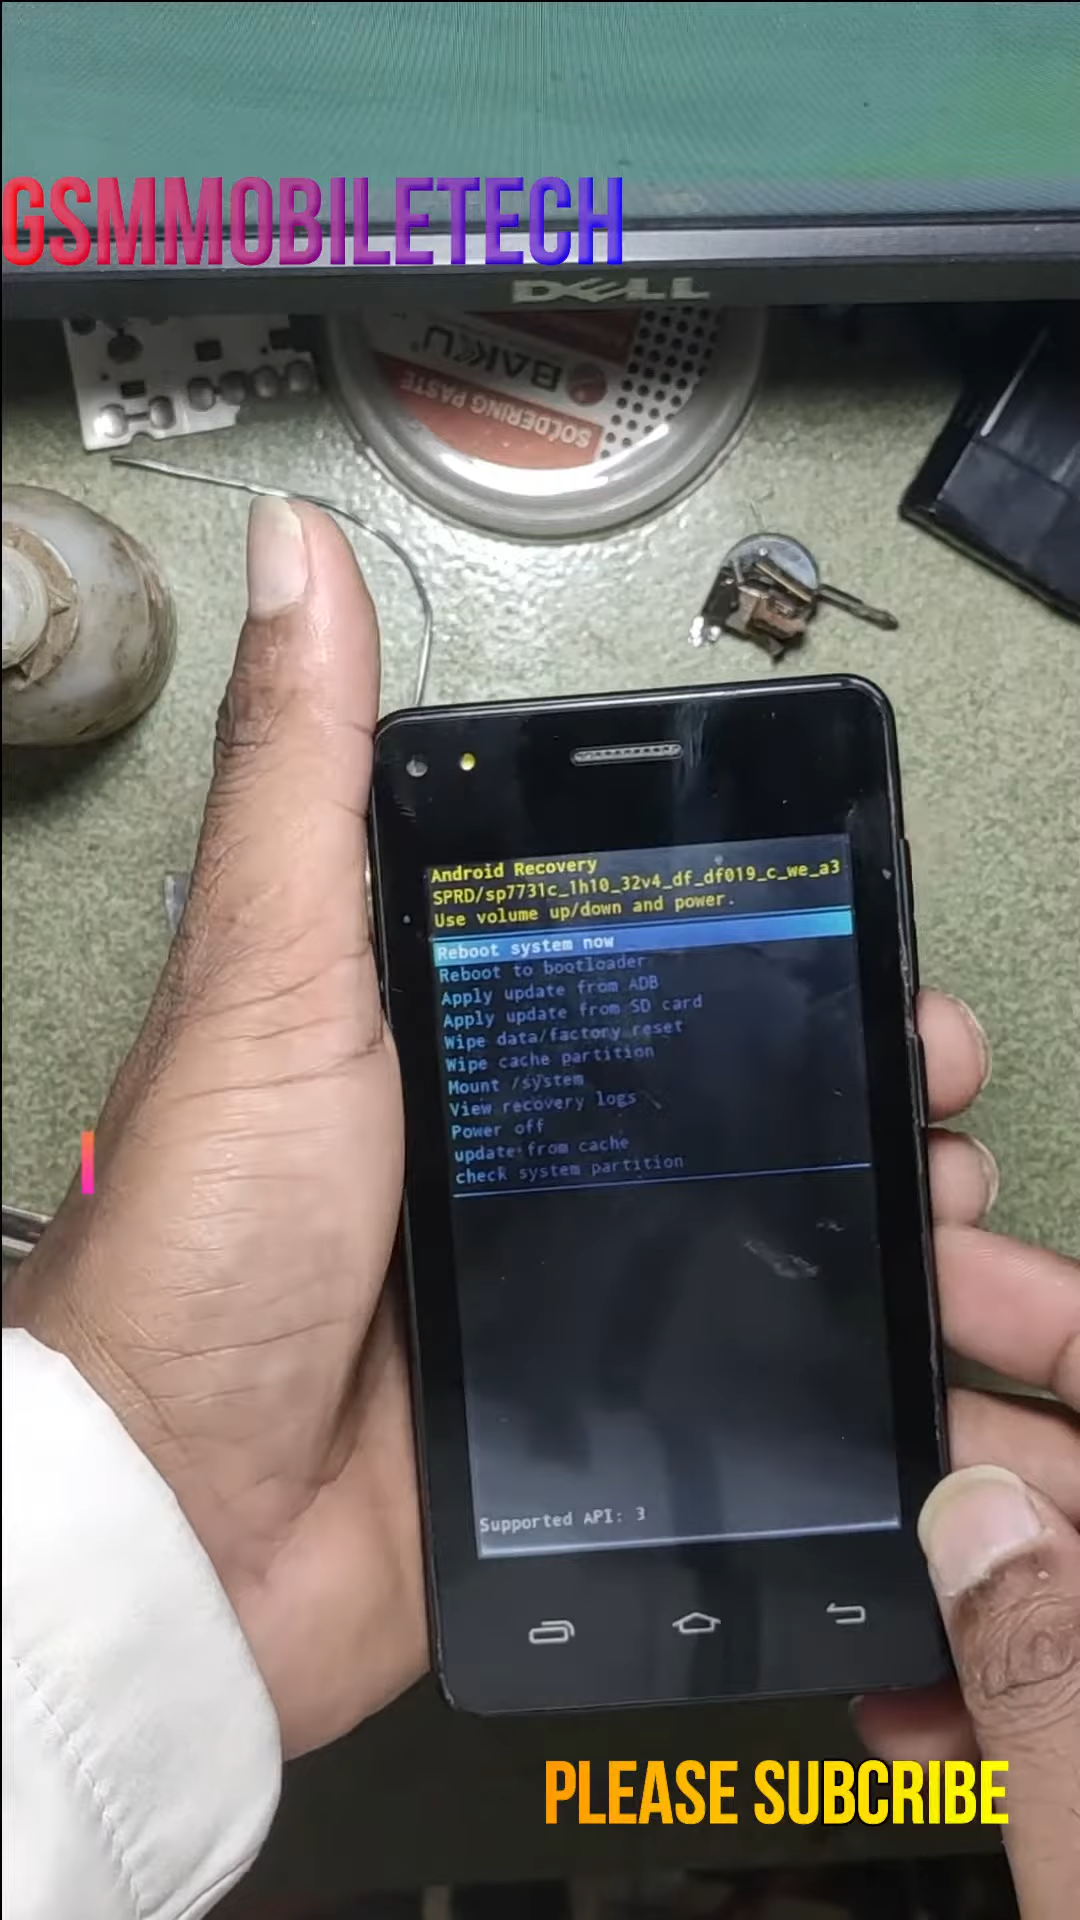 GSMMOBILETECH
DELL
BAKU
SOLDERING PASTE
Android Recovery
SPRD/sp7731c_1h10_32v4_df_df019_c_we_a3
Use volume up/down and power.
Reboot system now
Reboot to bootloader
Apply update from ADB
Apply update from SD card
Wipe data/factory reset
Wipe cache partition
Mount /system
View recovery logs
Power off
update from cache
check system partition
Supported API: 3
PLEASE SUBCRIBE